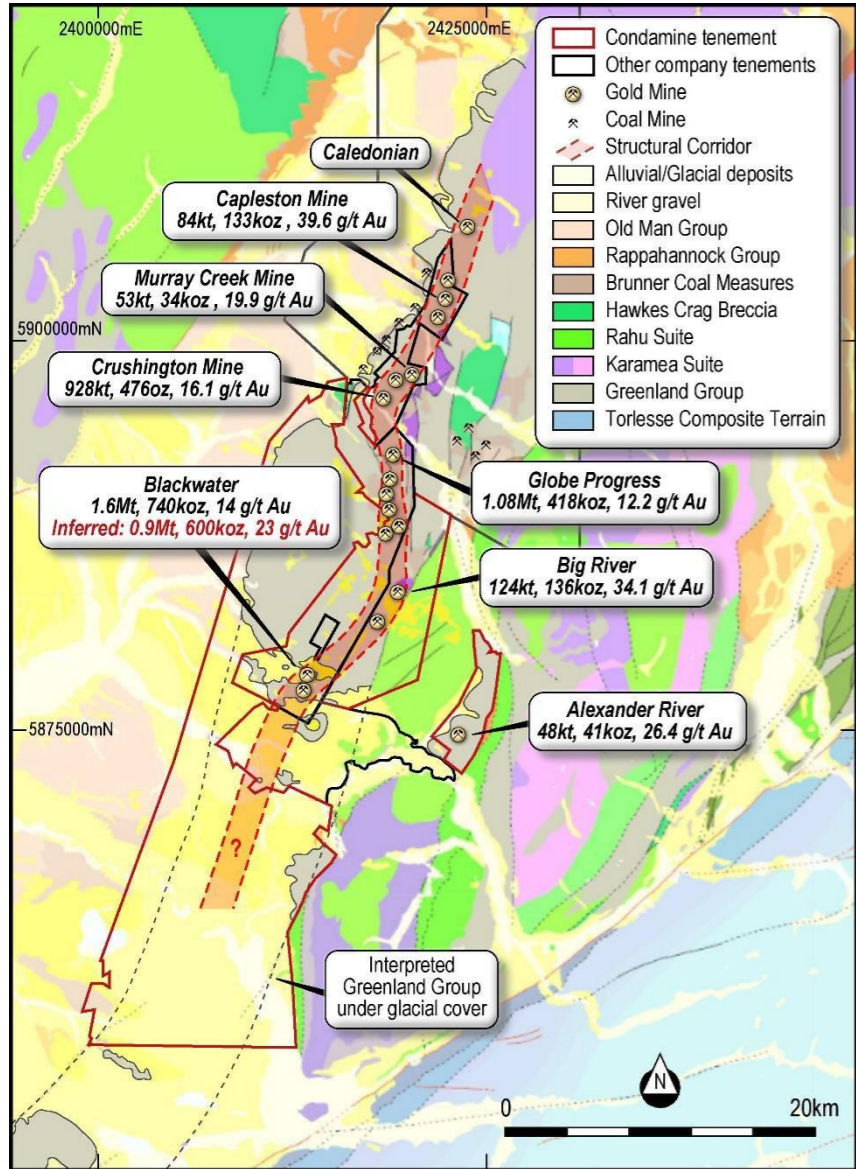 2400000mE
2425000mE
Condamine tenement
Other company tenements
Gold Mine
Coal Mine
Structural Corridor
Alluvial/Glacial deposits
River gravel
Old Man Group
Rappahannock Group
Brunner Coal Measures
Hawkes Crag Breccia
Rahu Suite
Karamea Suite
Greenland Group
Torlesse Composite Terrain
Caledonian
Capleston Mine
84kt, 133koz , 39.6 g/t Au
Murray Creek Mine
53kt, 34koz , 19.9 g/t Au
5900000mN
Crushington Mine
928kt, 476oz, 16.1 g/t Au
Blackwater
1.6Mt, 740koz, 14 g/t Au
Inferred: 0.9Mt, 600koz, 23 g/t Au
Globe Progress
1.08Mt, 418koz, 12.2 g/t Au
Big River
124kt, 136koz, 34.1 g/t Au
5875000mN
Alexander River
48kt, 41koz, 26.4 g/t Au
?
Interpreted
Greenland Group
under glacial cover
N
0
20km